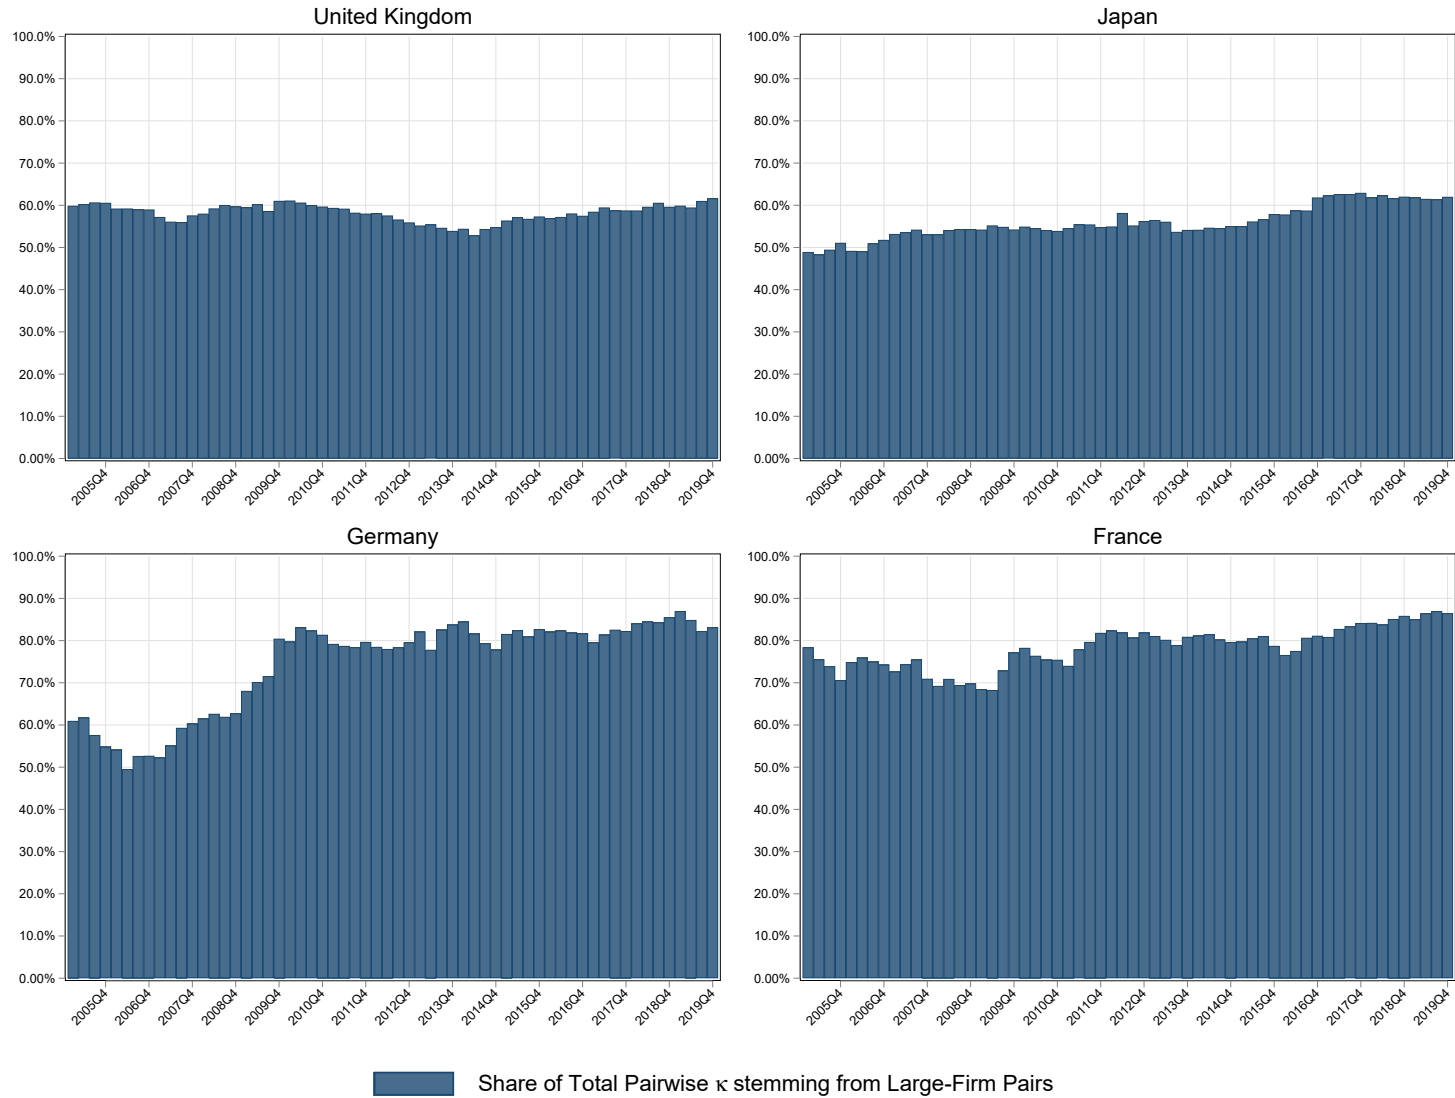 United Kingdom
100.0%
90.0%
80.0%
70.0%
60.0%
50.0%
40.0%
30.0%
20.0%
10.0%
0.00%
2005Q4
2006Q4
2007Q4
2008Q4
2009Q4
2010Q4
2011Q4
2012Q4
2013Q4
2014Q4
2015Q4
2016Q4
2017Q4
2018Q4
2019Q4
Japan
100.0%
90.0%
80.0%
70.0%
60.0%
50.0%
40.0%
30.0%
20.0%
10.0%
0.00%
2005Q4
2006Q4
2007Q4
2008Q4
2009Q4
2010Q4
2011Q4
2012Q4
2013Q4
2014Q4
2015Q4
2016Q4
2017Q4
2018Q4
2019Q4
Germany
100.0%
90.0%
80.0%
70.0%
60.0%
50.0%
40.0%
30.0%
20.0%
10.0%
0.00%
2005Q4
2006Q4
2007Q4
2008Q4
2009Q4
2010Q4
2011Q4
2012Q4
2013Q4
2014Q4
2015Q4
2016Q4
2017Q4
2018Q4
2019Q4
France
100.0%
90.0%
80.0%
70.0%
60.0%
50.0%
40.0%
30.0%
20.0%
10.0%
0.00%
2005Q4
2006Q4
2007Q4
2008Q4
2009Q4
2010Q4
2011Q4
2012Q4
2013Q4
2014Q4
2015Q4
2016Q4
2017Q4
2018Q4
2019Q4
Share of Total Pairwise κ stemming from Large-Firm Pairs